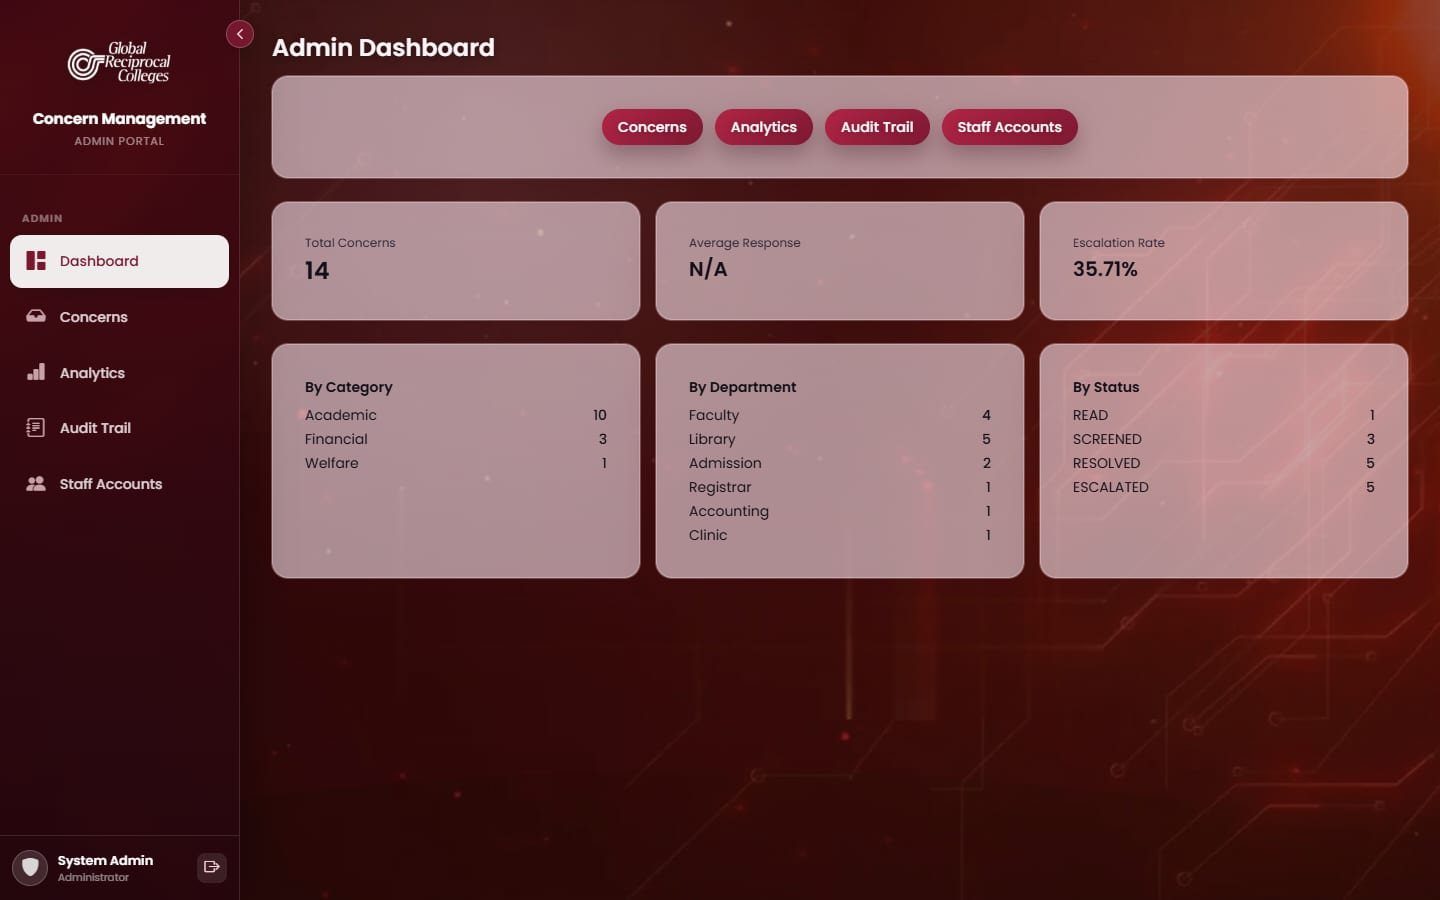 Global
Reciprocal
Colleges
Concern Management
ADMIN PORTAL
ADMIN
Dashboard
Concerns
Analytics
Audit Trail
Staff Accounts
System Admin
Administrator
Admin Dashboard
Concerns Analytics Audit Trail Staff Accounts
Total Concerns
14
Average Response
N/A
Escalation Rate
35.71%
By Category
Academic 10
Financial 3
Welfare 1
By Department
Faculty 4
Library 5
Admission 2
Registrar 1
Accounting 1
Clinic 1
By Status
READ 1
SCREENED 3
RESOLVED 5
ESCALATED 5